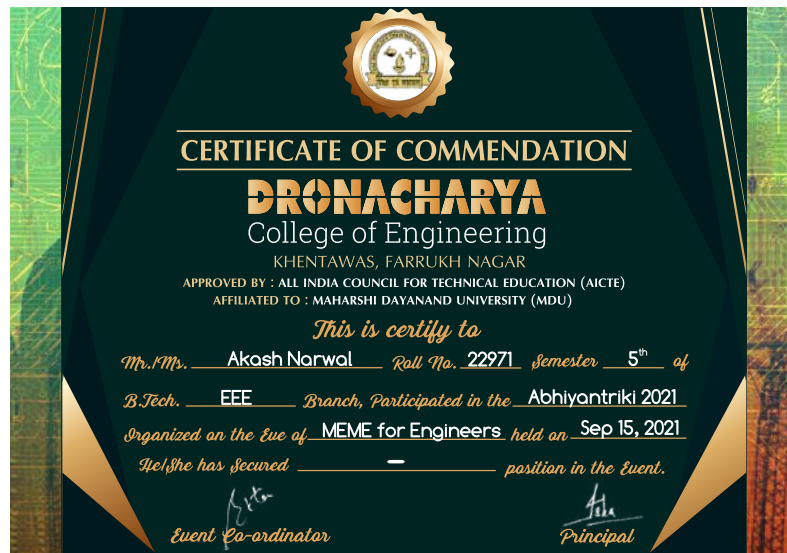 CERTIFICATE OF COMMENDATION
DRONACHARYA
College of Engineering
KHENTAWAS, FARRUKH NAGAR
APPROVED BY : ALL INDIA COUNCIL FOR TECHNICAL EDUCATION (AICTE)
AFFILIATED TO : MAHARSHI DAYANAND UNIVERSITY (MDU)
This is certify to
Mr./Ms. Akash Narwal Roll No. 22971 Semester 5th of
B.Tech. EEE Branch, Participated in the Abhiyantriki 2021
Organized on the Eve of MEME for Engineers held on Sep 15, 2021
He/She has Secured – position in the Event.
Event Co-ordinator Principal